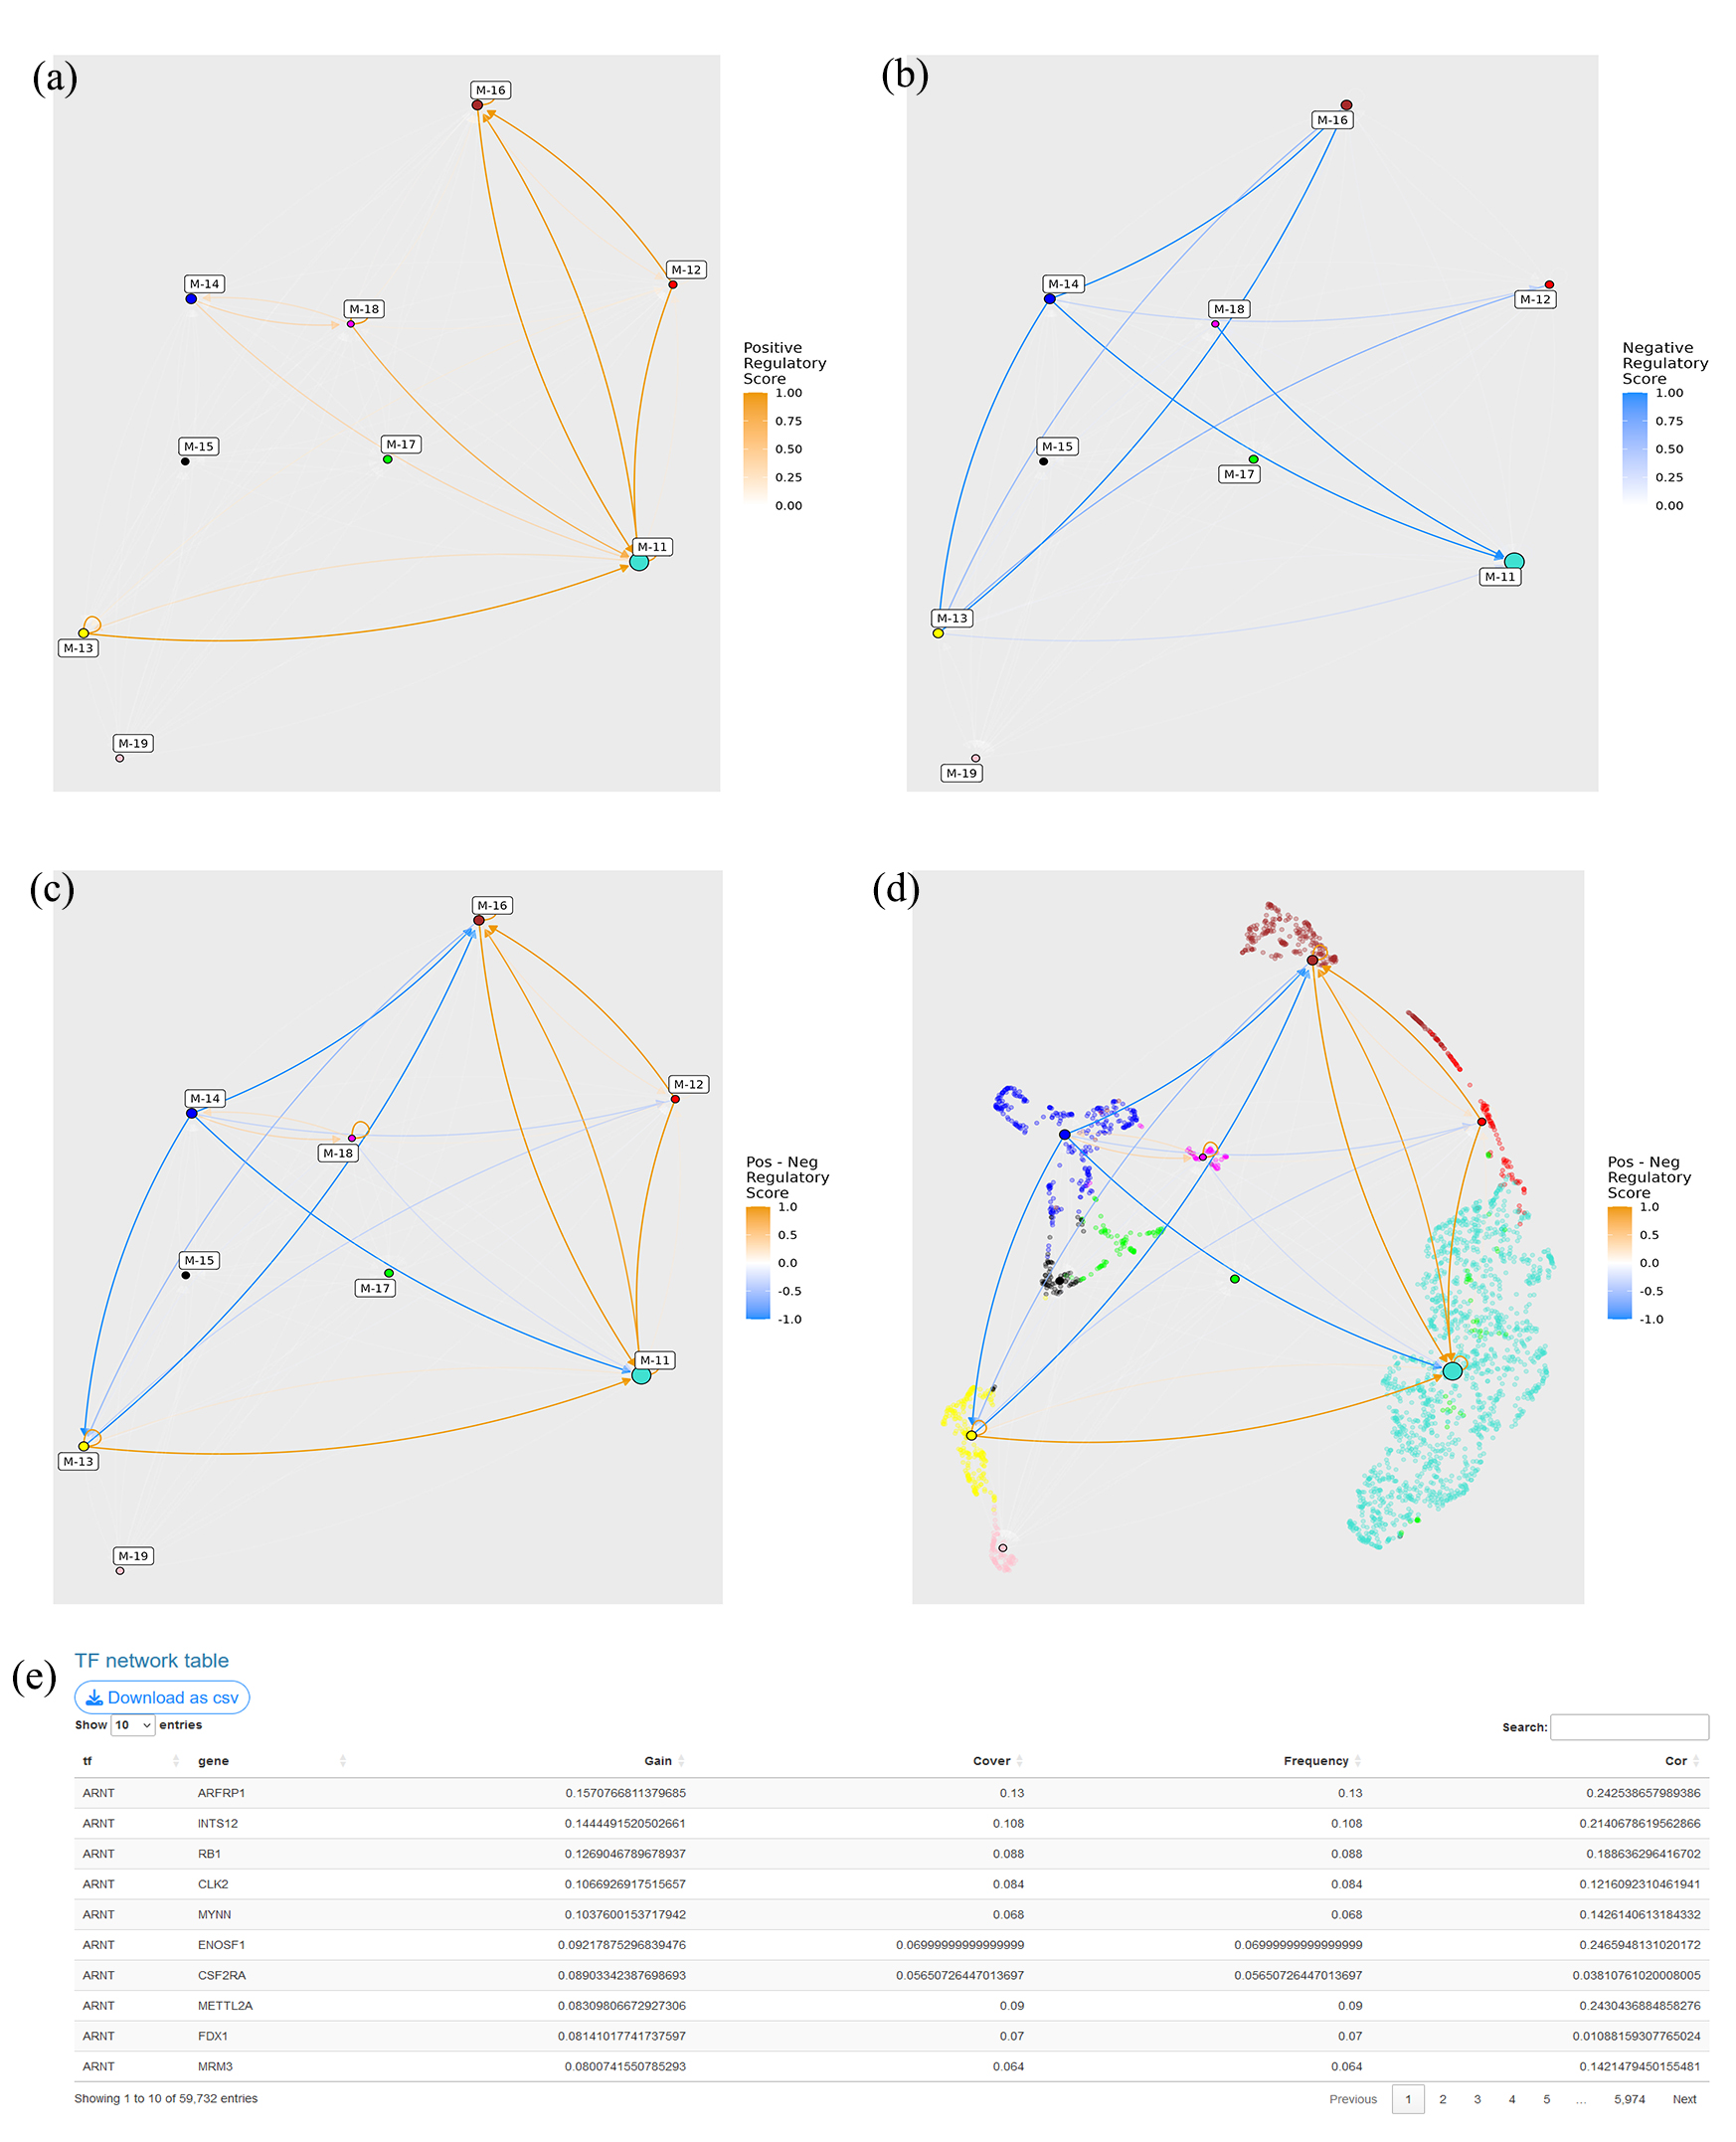 (a)
M-16
M-12
M-14
M-18
M-15
M-17
M-11
M-13
M-19
Positive
Regulatory
Score
1.00
0.75
0.50
0.25
0.00
(b)
M-16
M-14
M-12
M-18
M-15
M-17
M-11
M-13
M-19
Negative
Regulatory
Score
1.00
0.75
0.50
0.25
0.00
(c)
M-16
M-12
M-14
M-18
M-15
M-17
M-11
M-13
M-19
Pos - Neg
Regulatory
Score
1.0
0.5
0.0
-0.5
-1.0
(d)
Pos - Neg
Regulatory
Score
1.0
0.5
0.0
-0.5
-1.0
(e)
TF network table
Download as csv
Show 10 entries
Search:
tf gene Gain Cover Frequency Cor
ARNT ARFRP1 0.1570766811379685 0.13 0.13 0.242538657989386
ARNT INTS12 0.1444491520502661 0.108 0.108 0.2140678619562866
ARNT RB1 0.1269046789678937 0.088 0.088 0.188636296416702
ARNT CLK2 0.1066926917515657 0.084 0.084 0.1216092310461941
ARNT MYNN 0.1037600153717942 0.068 0.068 0.1426140613184332
ARNT ENOSF1 0.09217875296839476 0.06999999999999999 0.06999999999999999 0.2465948131020172
ARNT CSF2RA 0.08903342387698693 0.05650726447013697 0.05650726447013697 0.03810761020008005
ARNT METTL2A 0.08309806672927306 0.09 0.09 0.2430436884858276
ARNT FDX1 0.08141017741737597 0.07 0.07 0.01088159307765024
ARNT MRM3 0.0800741550785293 0.064 0.064 0.1421479450155481
Showing 1 to 10 of 59,732 entries
Previous 1 2 3 4 5 ... 5,974 Next